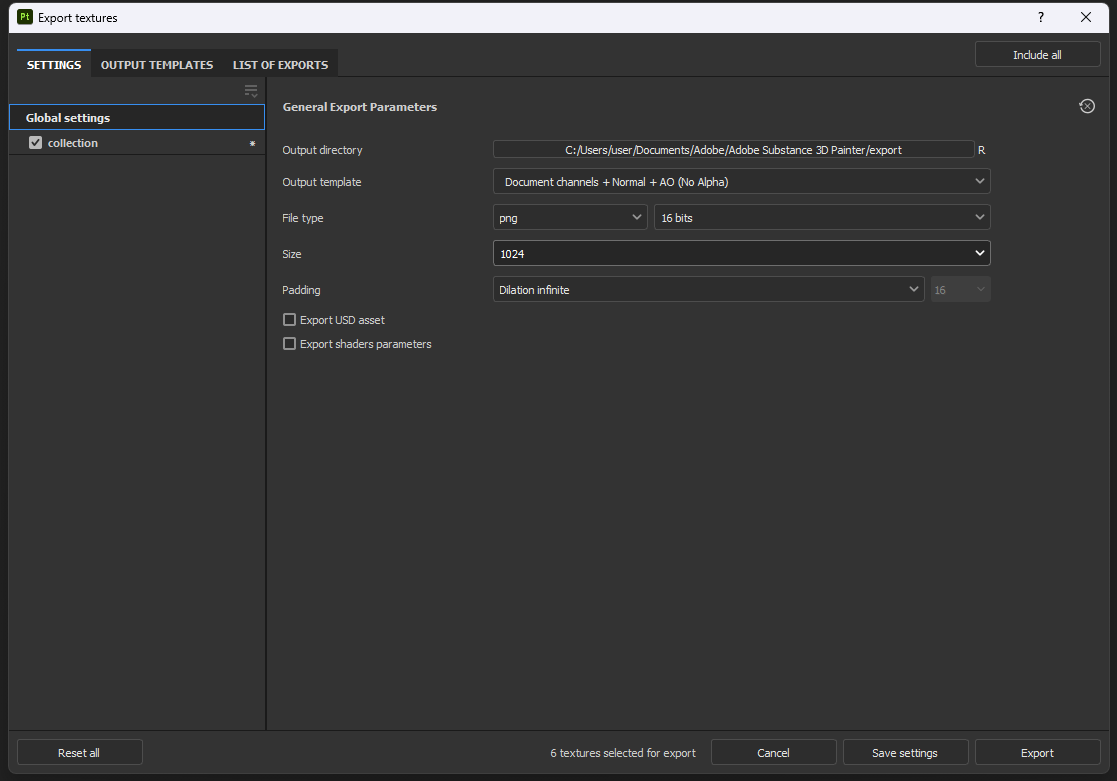 Pt Export textures ?
SETTINGS OUTPUT TEMPLATES LIST OF EXPORTS Include all
Global settings
collection *
General Export Parameters
Output directory C:/Users/user/Documents/Adobe/Adobe Substance 3D Painter/export R
Output template Document channels + Normal + AO (No Alpha)
File type png 16 bits
Size 1024
Padding Dilation infinite 16
Export USD asset
Export shaders parameters
Reset all 6 textures selected for export Cancel Save settings Export